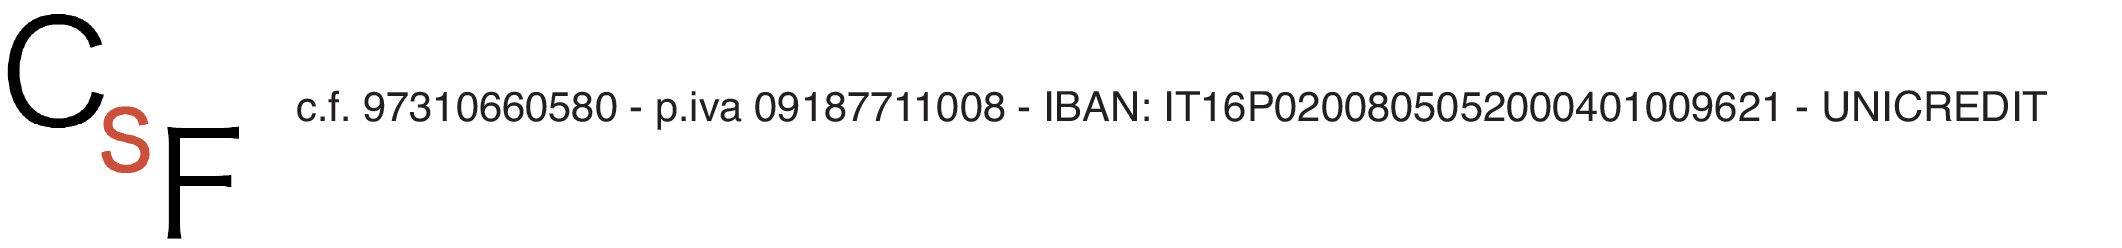 CsF
c.f. 97310660580 - p.iva 09187711008 - IBAN: IT16P0200805052000401009621 - UNICREDIT